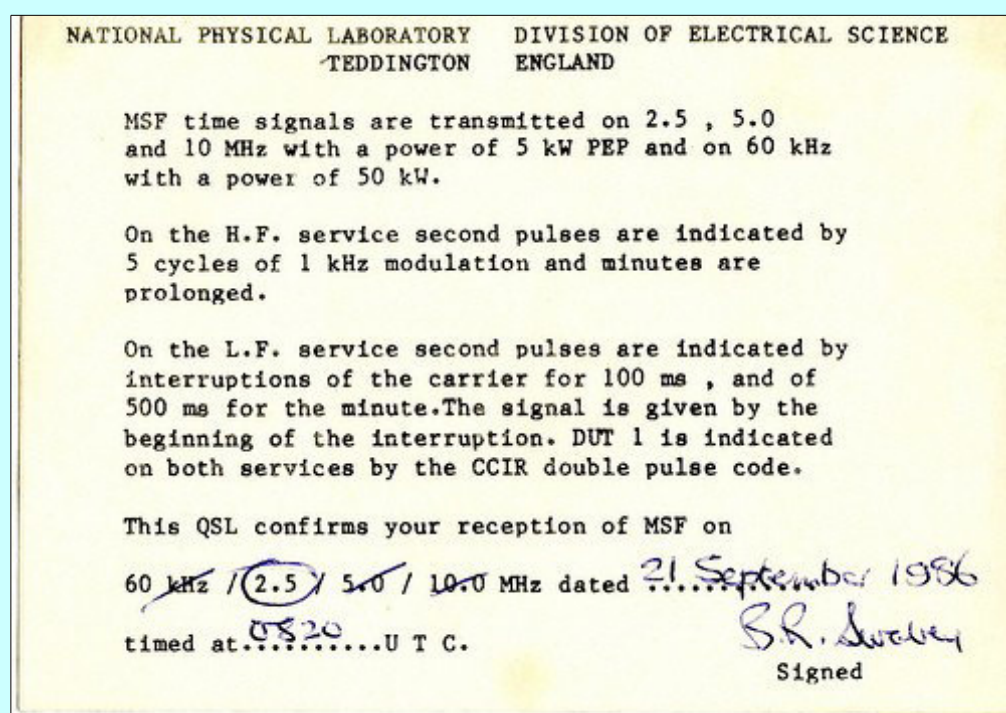 NATIONAL PHYSICAL LABORATORY DIVISION OF ELECTRICAL SCIENCE
TEDDINGTON ENGLAND
MSF time signals are transmitted on 2.5 , 5.0
and 10 MHz with a power of 5 kW PEP and on 60 kHz
with a power of 50 kW.
On the H.F. service second pulses are indicated by
5 cycles of 1 kHz modulation and minutes are
prolonged.
On the L.F. service second pulses are indicated by
interruptions of the carrier for 100 ms , and of
500 ms for the minute.The signal is given by the
beginning of the interruption. DUT 1 is indicated
on both services by the CCIR double pulse code.
This QSL confirms your reception of MSF on
60 kHz / 2.5 / 5.0 / 10.0 MHz dated 21 September 1986
timed at 0820..........U T C.
B.R.
Signed